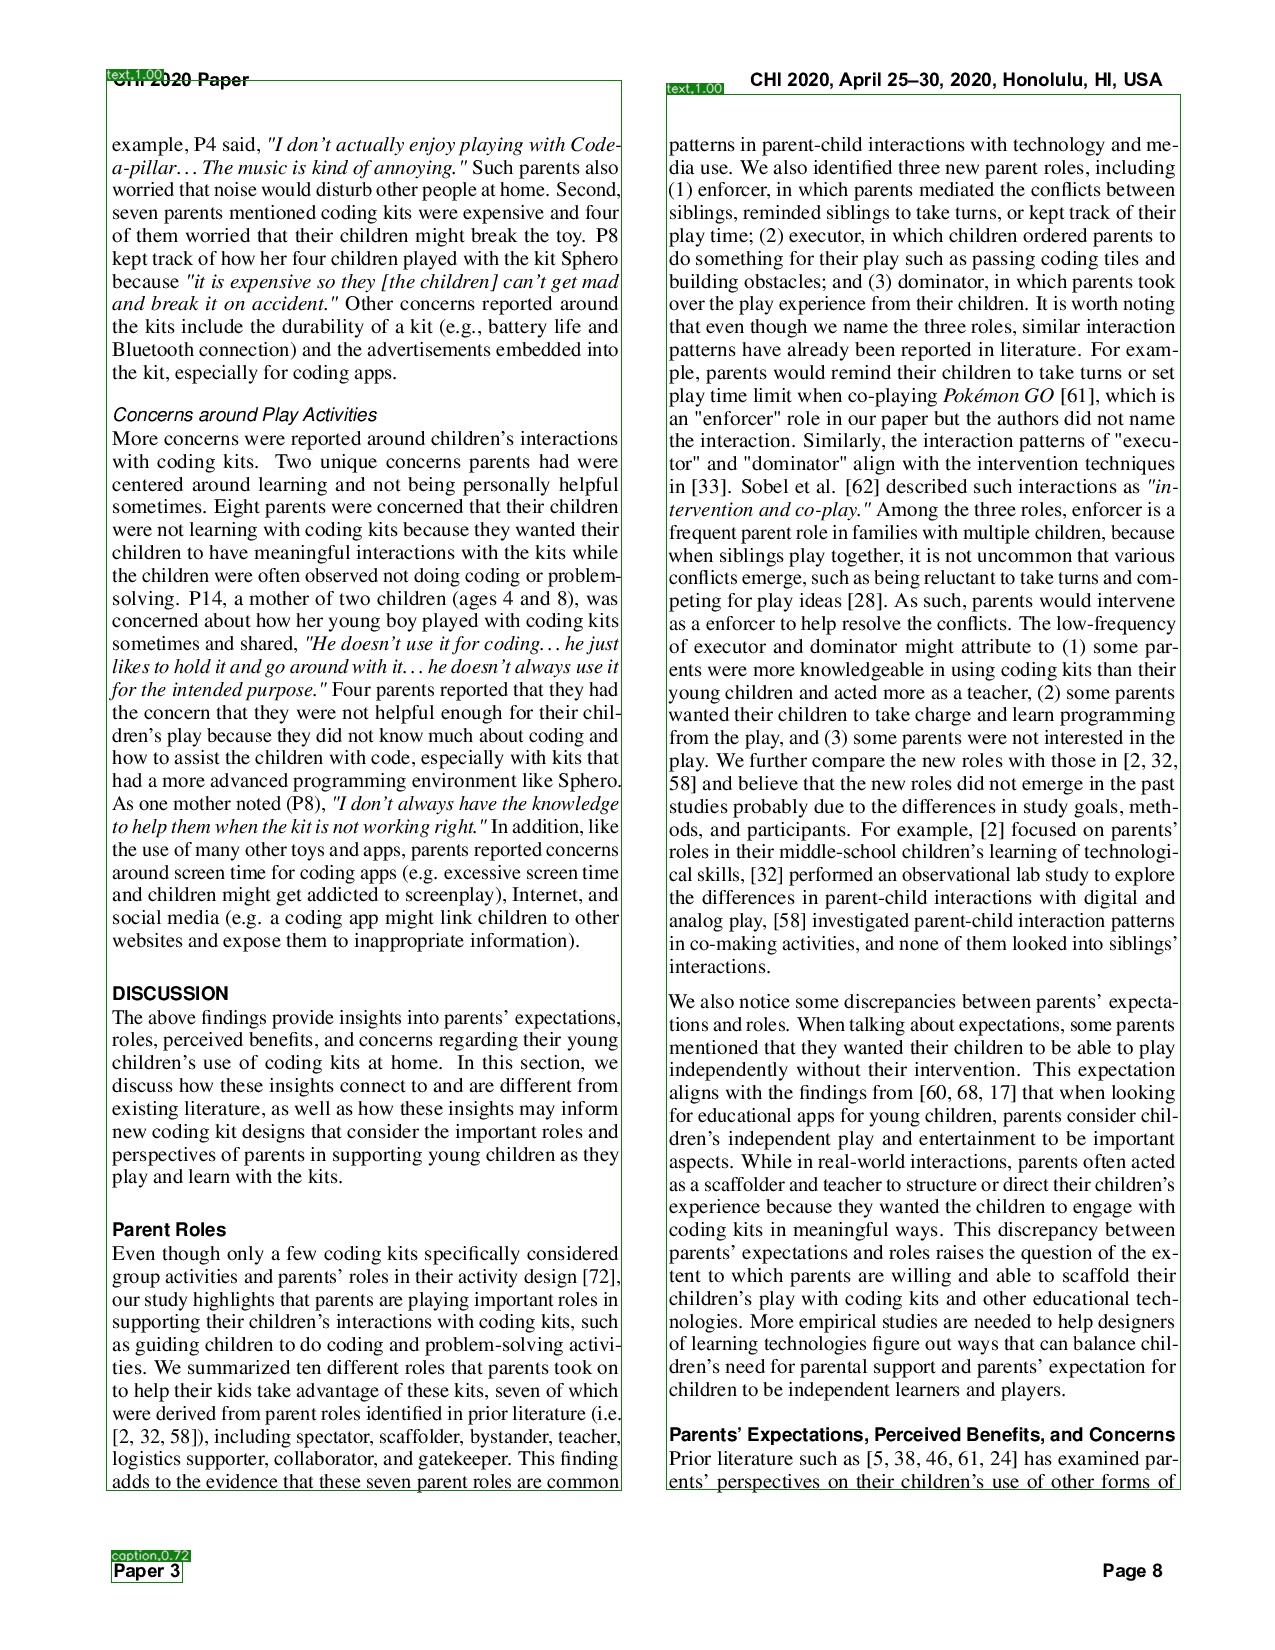 text,1.00
CHI 2020 Paper
CHI 2020, April 25–30, 2020, Honolulu, HI, USA
example, P4 said, "I don't actually enjoy playing with Code-
a-pillar... The music is kind of annoying." Such parents also
worried that noise would disturb other people at home. Second,
seven parents mentioned coding kits were expensive and four
of them worried that their children might break the toy. P8
kept track of how her four children played with the kit Sphero
because "it is expensive so they [the children] can't get mad
and break it on accident." Other concerns reported around
the kits include the durability of a kit (e.g., battery life and
Bluetooth connection) and the advertisements embedded into
the kit, especially for coding apps.
Concerns around Play Activities
More concerns were reported around children's interactions
with coding kits. Two unique concerns parents had were
centered around learning and not being personally helpful
sometimes. Eight parents were concerned that their children
were not learning with coding kits because they wanted their
children to have meaningful interactions with the kits while
the children were often observed not doing coding or problem-
solving. P14, a mother of two children (ages 4 and 8), was
concerned about how her young boy played with coding kits
sometimes and shared, "He doesn't use it for coding... he just
likes to hold it and go around with it... he doesn't always use it
for the intended purpose." Four parents reported that they had
the concern that they were not helpful enough for their chil-
dren's play because they did not know much about coding and
how to assist the children with code, especially with kits that
had a more advanced programming environment like Sphero.
As one mother noted (P8), "I don't always have the knowledge
to help them when the kit is not working right." In addition, like
the use of many other toys and apps, parents reported concerns
around screen time for coding apps (e.g. excessive screen time
and children might get addicted to screenplay), Internet, and
social media (e.g. a coding app might link children to other
websites and expose them to inappropriate information).
DISCUSSION
The above findings provide insights into parents' expectations,
roles, perceived benefits, and concerns regarding their young
children's use of coding kits at home. In this section, we
discuss how these insights connect to and are different from
existing literature, as well as how these insights may inform
new coding kit designs that consider the important roles and
perspectives of parents in supporting young children as they
play and learn with the kits.
Parent Roles
Even though only a few coding kits specifically considered
group activities and parents' roles in their activity design [72],
our study highlights that parents are playing important roles in
supporting their children's interactions with coding kits, such
as guiding children to do coding and problem-solving activi-
ties. We summarized ten different roles that parents took on
to help their kids take advantage of these kits, seven of which
were derived from parent roles identified in prior literature (i.e.
[2, 32, 58]), including spectator, scaffolder, bystander, teacher,
logistics supporter, collaborator, and gatekeeper. This finding
adds to the evidence that these seven parent roles are common
text,1.00
patterns in parent-child interactions with technology and me-
dia use. We also identified three new parent roles, including
(1) enforcer, in which parents mediated the conflicts between
siblings, reminded siblings to take turns, or kept track of their
play time; (2) executor, in which children ordered parents to
do something for their play such as passing coding tiles and
building obstacles; and (3) dominator, in which parents took
over the play experience from their children. It is worth noting
that even though we name the three roles, similar interaction
patterns have already been reported in literature. For exam-
ple, parents would remind their children to take turns or set
play time limit when co-playing Pokémon GO [61], which is
an "enforcer" role in our paper but the authors did not name
the interaction. Similarly, the interaction patterns of "execu-
tor" and "dominator" align with the intervention techniques
in [33]. Sobel et al. [62] described such interactions as "in-
tervention and co-play." Among the three roles, enforcer is a
frequent parent role in families with multiple children, because
when siblings play together, it is not uncommon that various
conflicts emerge, such as being reluctant to take turns and com-
peting for play ideas [28]. As such, parents would intervene
as a enforcer to help resolve the conflicts. The low-frequency
of executor and dominator might attribute to (1) some par-
ents were more knowledgeable in using coding kits than their
young children and acted more as a teacher, (2) some parents
wanted their children to take charge and learn programming
from the play, and (3) some parents were not interested in the
play. We further compare the new roles with those in [2, 32,
58] and believe that the new roles did not emerge in the past
studies probably due to the differences in study goals, meth-
ods, and participants. For example, [2] focused on parents'
roles in their middle-school children's learning of technologi-
cal skills, [32] performed an observational lab study to explore
the differences in parent-child interactions with digital and
analog play, [58] investigated parent-child interaction patterns
in co-making activities, and none of them looked into siblings'
interactions.
We also notice some discrepancies between parents' expecta-
tions and roles. When talking about expectations, some parents
mentioned that they wanted their children to be able to play
independently without their intervention. This expectation
aligns with the findings from [60, 68, 17] that when looking
for educational apps for young children, parents consider chil-
dren's independent play and entertainment to be important
aspects. While in real-world interactions, parents often acted
as a scaffolder and teacher to structure or direct their children's
experience because they wanted the children to engage with
coding kits in meaningful ways. This discrepancy between
parents' expectations and roles raises the question of the ex-
tent to which parents are willing and able to scaffold their
children's play with coding kits and other educational tech-
nologies. More empirical studies are needed to help designers
of learning technologies figure out ways that can balance chil-
dren's need for parental support and parents' expectation for
children to be independent learners and players.
Parents' Expectations, Perceived Benefits, and Concerns
Prior literature such as [5, 38, 46, 61, 24] has examined par-
ents' perspectives on their children's use of other forms of
caption,0.72
Paper 3
Page 8